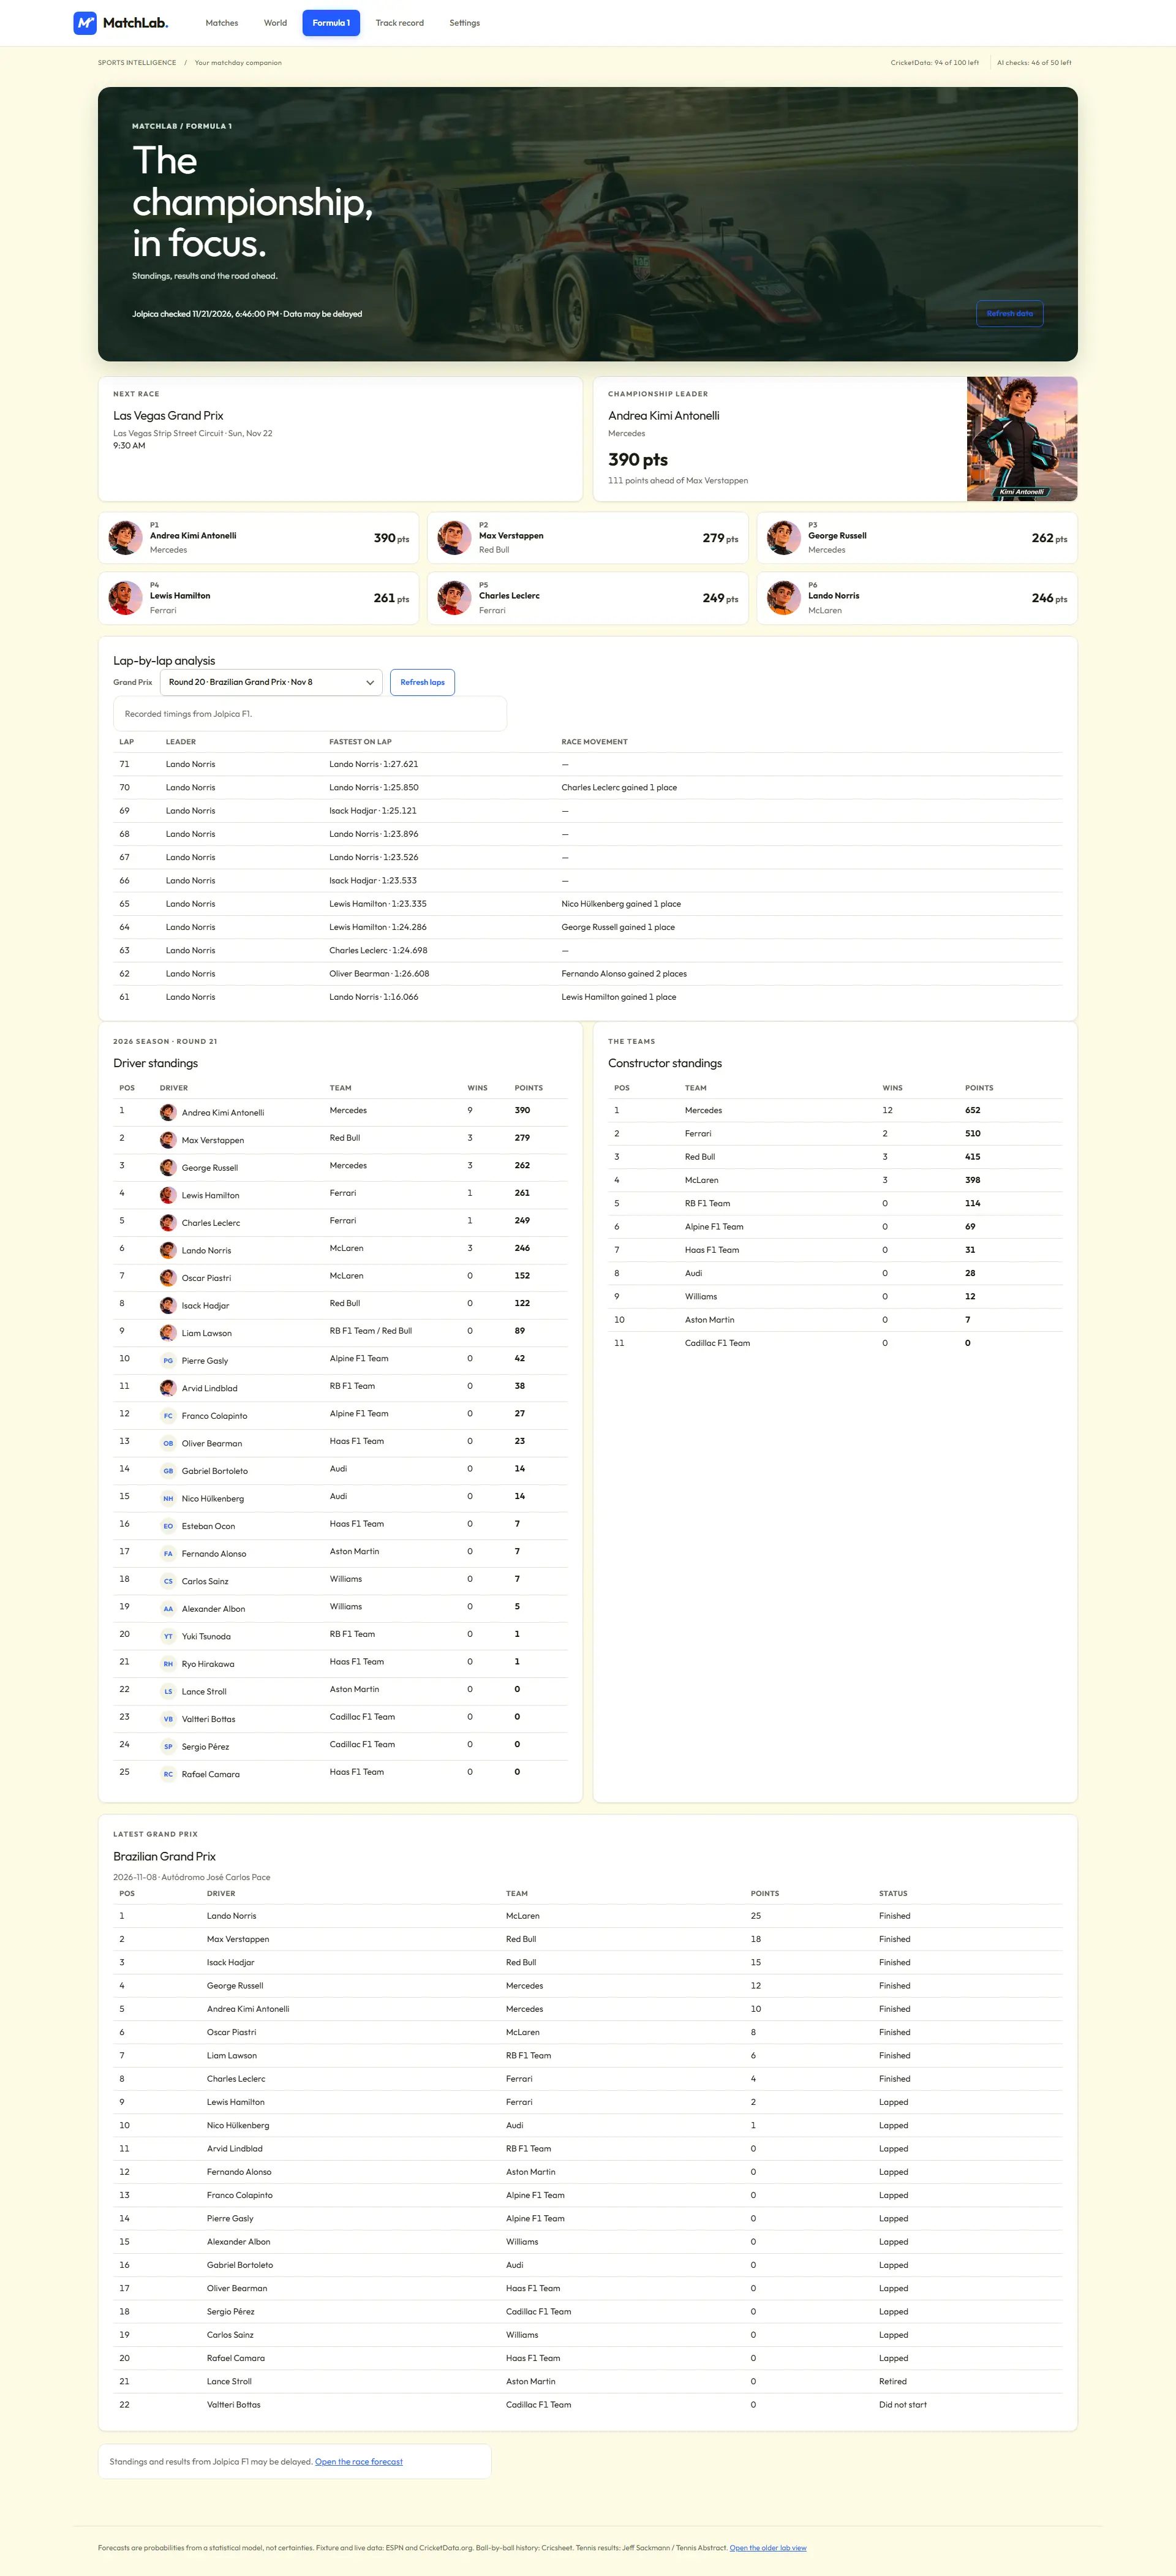 MatchLab.
Matches World Formula 1 Track record Settings
SPORTS INTELLIGENCE / Your matchday companion CricketData: 94 of 100 left AI checks: 46 of 50 left
MATCHLAB / FORMULA 1
The
championship,
in focus.
Standings, results and the road ahead.
Jolpica checked 11/21/2026, 6:46:00 PM · Data may be delayed Refresh data
NEXT RACE
Las Vegas Grand Prix
Las Vegas Strip Street Circuit · Sun, Nov 22
9:30 AM
CHAMPIONSHIP LEADER
Andrea Kimi Antonelli
Mercedes
390 pts
111 points ahead of Max Verstappen
Kimi Antonelli
P1
Andrea Kimi Antonelli
Mercedes
390 pts
P2
Max Verstappen
Red Bull
279 pts
P3
George Russell
Mercedes
262 pts
P4
Lewis Hamilton
Ferrari
261 pts
P5
Charles Leclerc
Ferrari
249 pts
P6
Lando Norris
McLaren
246 pts
Lap-by-lap analysis
Grand Prix Round 20 · Brazilian Grand Prix · Nov 8 Refresh laps
Recorded timings from Jolpica F1.
LAP LEADER FASTEST ON LAP RACE MOVEMENT
71 Lando Norris Lando Norris · 1:27.621 —
70 Lando Norris Lando Norris · 1:25.850 Charles Leclerc gained 1 place
69 Lando Norris Isack Hadjar · 1:25.121 —
68 Lando Norris Lando Norris · 1:23.896 —
67 Lando Norris Lando Norris · 1:23.526 —
66 Lando Norris Isack Hadjar · 1:23.533 —
65 Lando Norris Lewis Hamilton · 1:23.335 Nico Hülkenberg gained 1 place
64 Lando Norris Lewis Hamilton · 1:24.286 George Russell gained 1 place
63 Lando Norris Charles Leclerc · 1:24.698 —
62 Lando Norris Oliver Bearman · 1:26.608 Fernando Alonso gained 2 places
61 Lando Norris Lando Norris · 1:16.066 Lewis Hamilton gained 1 place
2026 SEASON · ROUND 21
Driver standings
POS DRIVER TEAM WINS POINTS
1 Andrea Kimi Antonelli Mercedes 9 390
2 Max Verstappen Red Bull 3 279
3 George Russell Mercedes 3 262
4 Lewis Hamilton Ferrari 1 261
5 Charles Leclerc Ferrari 1 249
6 Lando Norris McLaren 3 246
7 Oscar Piastri McLaren 0 152
8 Isack Hadjar Red Bull 0 122
9 Liam Lawson RB F1 Team / Red Bull 0 89
10 PG Pierre Gasly Alpine F1 Team 0 42
11 Arvid Lindblad RB F1 Team 0 38
12 FC Franco Colapinto Alpine F1 Team 0 27
13 OB Oliver Bearman Haas F1 Team 0 23
14 GB Gabriel Bortoleto Audi 0 14
15 NH Nico Hülkenberg Audi 0 14
16 EO Esteban Ocon Haas F1 Team 0 7
17 FA Fernando Alonso Aston Martin 0 7
18 CS Carlos Sainz Williams 0 7
19 AA Alexander Albon Williams 0 5
20 YT Yuki Tsunoda RB F1 Team 0 1
21 RH Ryo Hirakawa Haas F1 Team 0 1
22 LS Lance Stroll Aston Martin 0 0
23 VB Valtteri Bottas Cadillac F1 Team 0 0
24 SP Sergio Pérez Cadillac F1 Team 0 0
25 RC Rafael Camara Haas F1 Team 0 0
THE TEAMS
Constructor standings
POS TEAM WINS POINTS
1 Mercedes 12 652
2 Ferrari 2 510
3 Red Bull 3 415
4 McLaren 3 398
5 RB F1 Team 0 114
6 Alpine F1 Team 0 69
7 Haas F1 Team 0 31
8 Audi 0 28
9 Williams 0 12
10 Aston Martin 0 7
11 Cadillac F1 Team 0 0
LATEST GRAND PRIX
Brazilian Grand Prix
2026-11-08 · Autódromo José Carlos Pace
POS DRIVER TEAM POINTS STATUS
1 Lando Norris McLaren 25 Finished
2 Max Verstappen Red Bull 18 Finished
3 Isack Hadjar Red Bull 15 Finished
4 George Russell Mercedes 12 Finished
5 Andrea Kimi Antonelli Mercedes 10 Finished
6 Oscar Piastri McLaren 8 Finished
7 Liam Lawson RB F1 Team 6 Finished
8 Charles Leclerc Ferrari 4 Finished
9 Lewis Hamilton Ferrari 2 Lapped
10 Nico Hülkenberg Audi 1 Lapped
11 Arvid Lindblad RB F1 Team 0 Lapped
12 Fernando Alonso Aston Martin 0 Lapped
13 Franco Colapinto Alpine F1 Team 0 Lapped
14 Pierre Gasly Alpine F1 Team 0 Lapped
15 Alexander Albon Williams 0 Lapped
16 Gabriel Bortoleto Audi 0 Lapped
17 Oliver Bearman Haas F1 Team 0 Lapped
18 Sergio Pérez Cadillac F1 Team 0 Lapped
19 Carlos Sainz Williams 0 Lapped
20 Rafael Camara Haas F1 Team 0 Lapped
21 Lance Stroll Aston Martin 0 Retired
22 Valtteri Bottas Cadillac F1 Team 0 Did not start
Standings and results from Jolpica F1 may be delayed. Open the race forecast
Forecasts are probabilities from a statistical model, not certainties. Fixture and live data: ESPN and CricketData.org. Ball-by-ball history: Cricsheet. Tennis results: Jeff Sackmann / Tennis Abstract. Open the older lab view